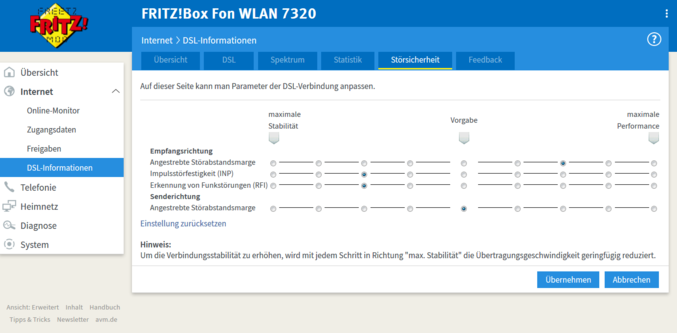 FRITZ!
FRITZ!Box Fon WLAN 7320
Internet > DSL-Informationen
Übersicht DSL Spektrum Statistik Störsicherheit Feedback
Übersicht
Internet
Online-Monitor
Zugangsdaten
Freigaben
DSL-Informationen
Telefonie
Heimnetz
Diagnose
System
Ansicht: Erweitert Inhalt Handbuch
Tipps & Tricks Newsletter avm.de
Auf dieser Seite kann man Parameter der DSL-Verbindung anpassen.
maximale
Stabilität
Vorgabe
maximale
Performance
Empfangsrichtung
Angestrebte Störabstandsmarge
Impulsstörfestigkeit (INP)
Erkennung von Funkstörungen (RFI)
Senderichtung
Angestrebte Störabstandsmarge
Einstellung zurücksetzen
Hinweis:
Um die Verbindungsstabilität zu erhöhen, wird mit jedem Schritt in Richtung "max. Stabilität" die Übertragungsgeschwindigkeit geringfügig reduziert.
Übernehmen Abbrechen